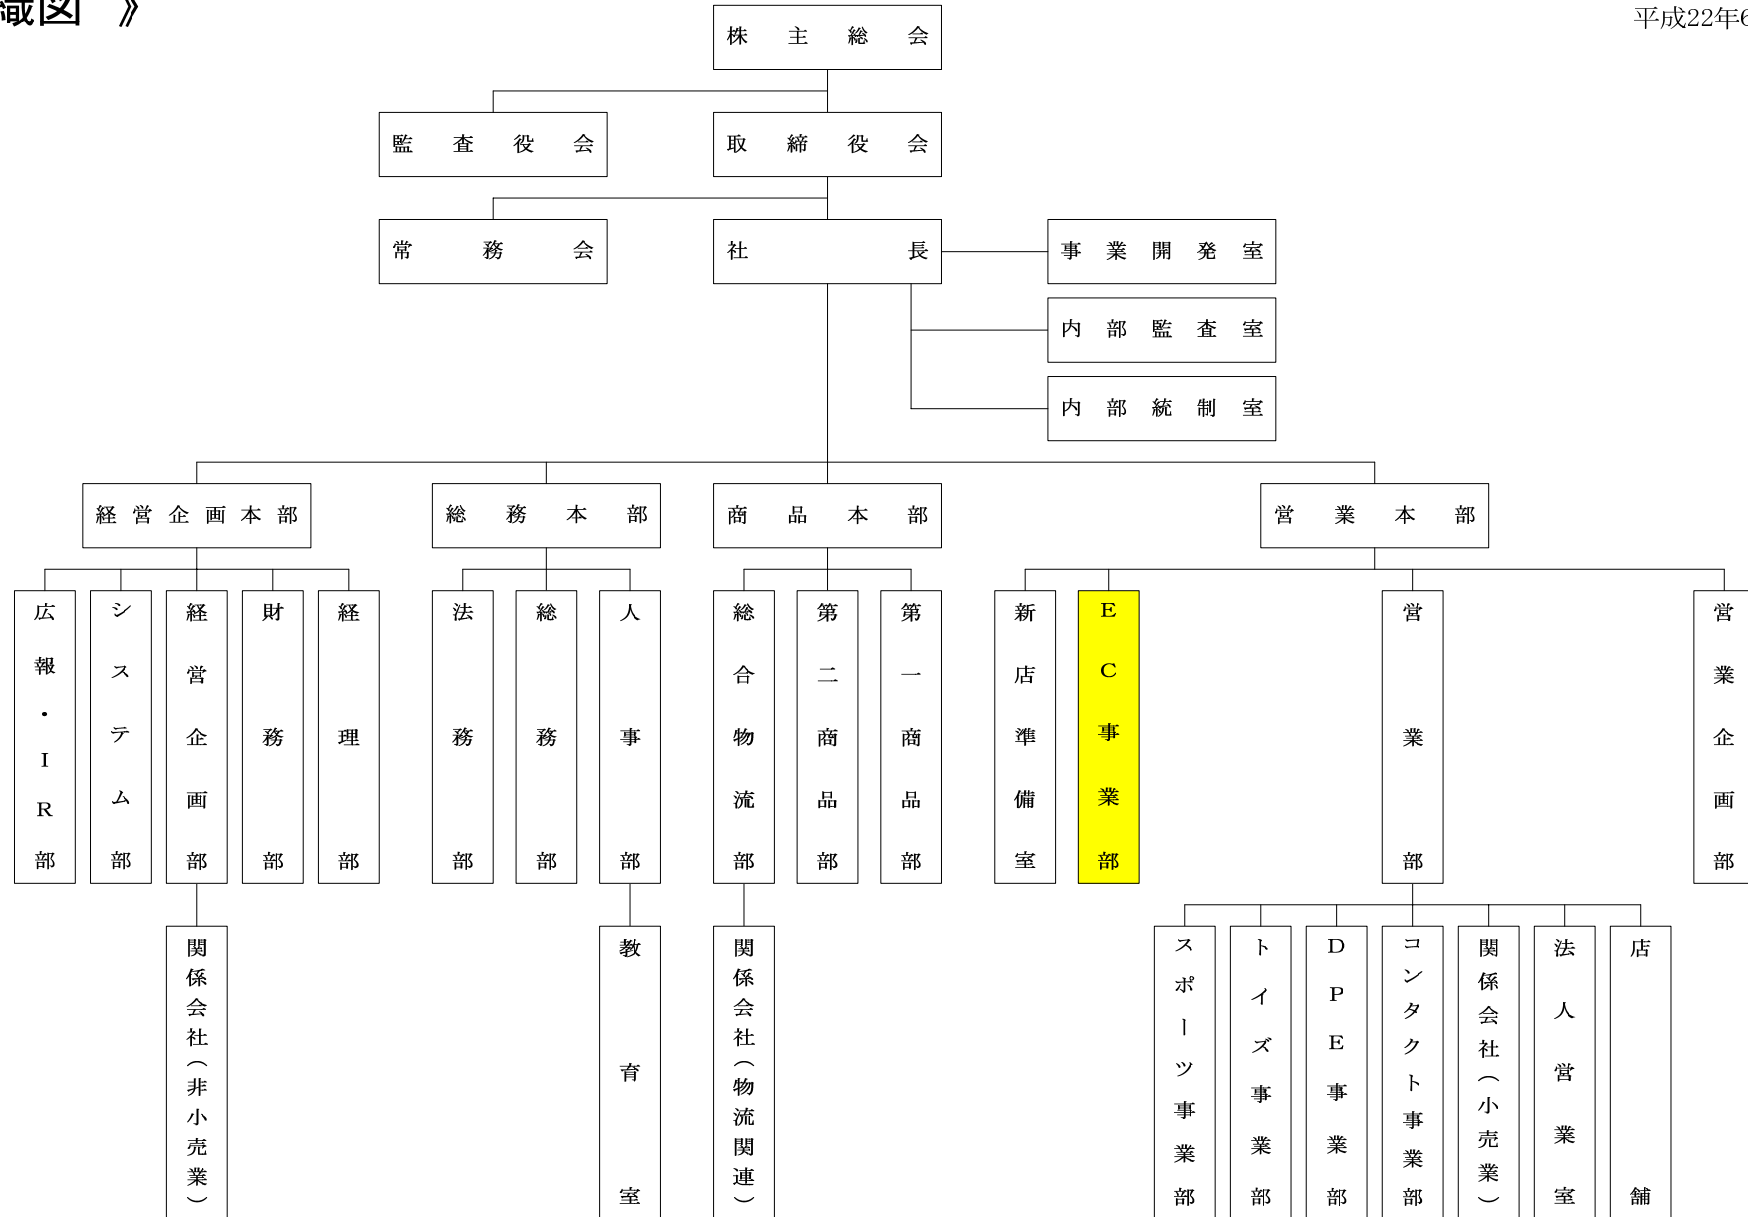 織図 》
平成22年6
株主総会
監査役会
取締役会
常務会
社長
事業開発室
内部監査室
内部統制室
経営企画本部
総務本部
商品本部
営業本部
広報・IR部
システム部
経営企画部
財務部
経理部
法務部
総務部
人事部
総合物流部
第二商品部
第一商品部
新店準備室
EC事業部
営業部
営業企画部
関係会社(非小売業)
教育室
関係会社(物流関連)
スポーツ事業部
トイズ事業部
DPE事業部
コンタクト事業部
関係会社(小売業)
法人営業室
店舗